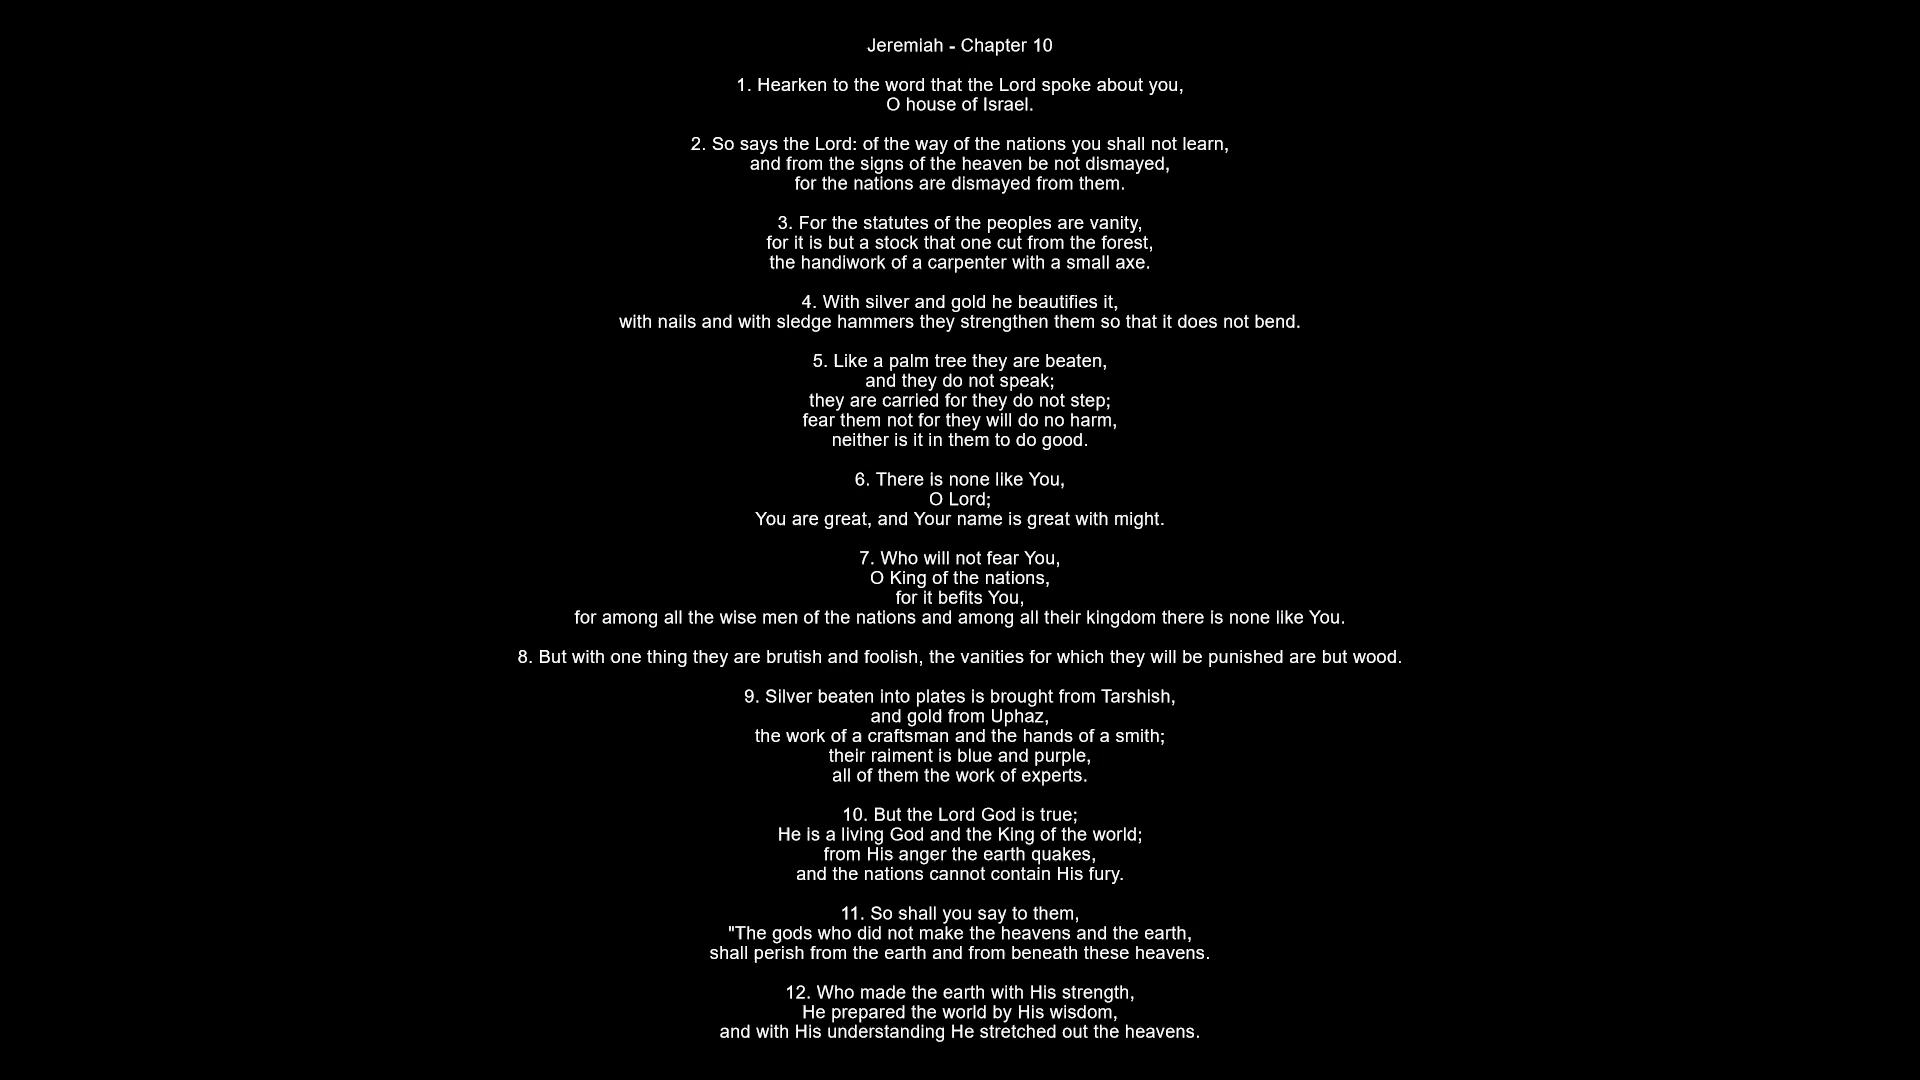 Jeremiah - Chapter 10
1. Hearken to the word that the Lord spoke about you,
O house of Israel.
2. So says the Lord: of the way of the nations you shall not learn,
and from the signs of the heaven be not dismayed,
for the nations are dismayed from them.
3. For the statutes of the peoples are vanity,
for it is but a stock that one cut from the forest,
the handiwork of a carpenter with a small axe.
4. With silver and gold he beautifies it,
with nails and with sledge hammers they strengthen them so that it does not bend.
5. Like a palm tree they are beaten,
and they do not speak;
they are carried for they do not step;
fear them not for they will do no harm,
neither is it in them to do good.
6. There is none like You,
O Lord;
You are great, and Your name is great with might.
7. Who will not fear You,
O King of the nations,
for it befits You,
for among all the wise men of the nations and among all their kingdom there is none like You.
8. But with one thing they are brutish and foolish, the vanities for which they will be punished are but wood.
9. Silver beaten into plates is brought from Tarshish,
and gold from Uphaz,
the work of a craftsman and the hands of a smith;
their raiment is blue and purple,
all of them the work of experts.
10. But the Lord God is true;
He is a living God and the King of the world;
from His anger the earth quakes,
and the nations cannot contain His fury.
11. So shall you say to them,
"The gods who did not make the heavens and the earth,
shall perish from the earth and from beneath these heavens.
12. Who made the earth with His strength,
He prepared the world by His wisdom,
and with His understanding He stretched out the heavens.